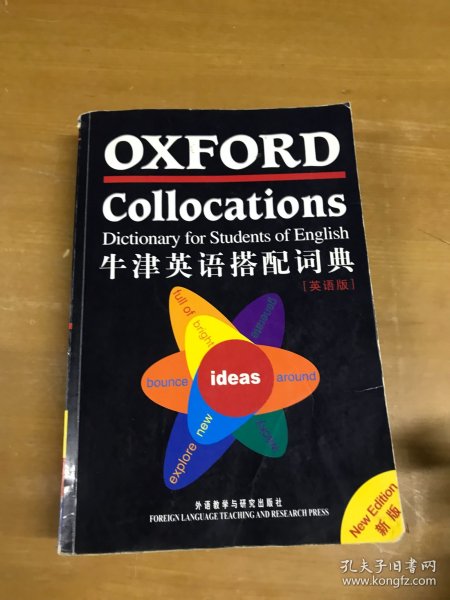 OXFORD
Collocations
Dictionary for Students of English
牛津英语搭配词典
[英语版]
full of bright
generate
bounce
ideas
around
explore new
外语教学与研究出版社
FOREIGN LANGUAGE TEACHING AND RESEARCH PRESS
New Edition
新版
孔夫子旧书网
www.kongfz.com